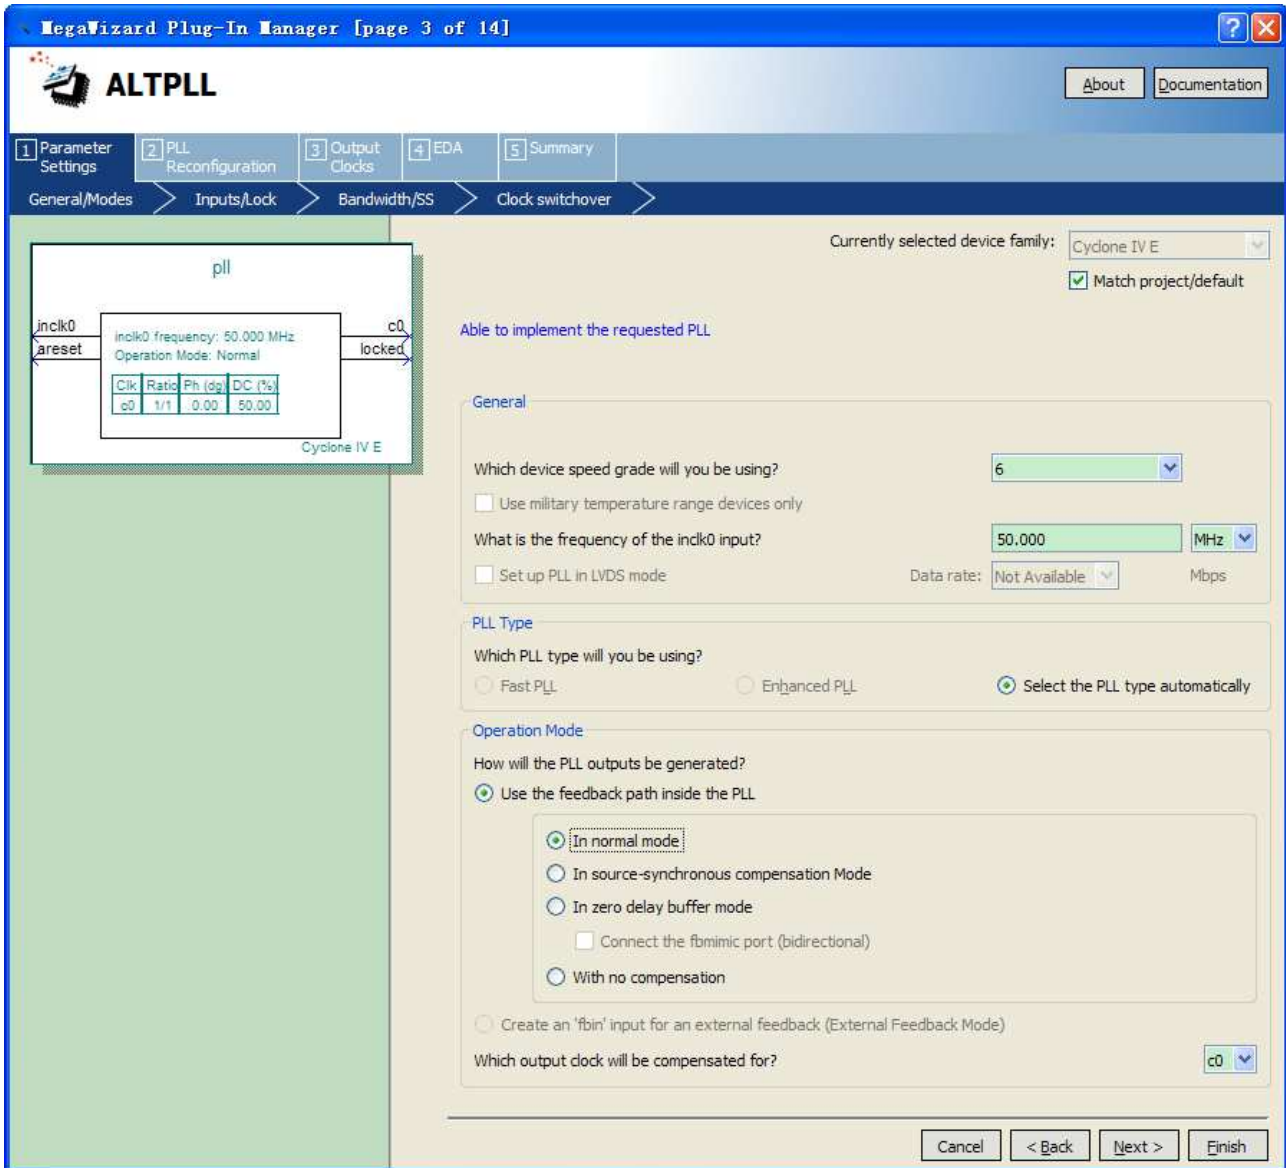 MegaWizard Plug-In Manager [page 3 of 14]
ALTPLL
About
Documentation
1 Parameter Settings
2 PLL Reconfiguration
3 Output Clocks
4 EDA
5 Summary
General/Modes
Inputs/Lock
Bandwidth/SS
Clock switchover
Currently selected device family: Cyclone IV E
Match project/default
pll
inclk0
areset
c0
locked
inclk0 frequency: 50.000 MHz
Operation Mode: Normal
Clk Ratio Ph (dg) DC (%)
c0 1/1 0.00 50.00
Cyclone IV E
Able to implement the requested PLL
General
Which device speed grade will you be using? 6
Use military temperature range devices only
What is the frequency of the inclk0 input? 50.000 MHz
Set up PLL in LVDS mode Data rate: Not Available Mbps
PLL Type
Which PLL type will you be using?
Fast PLL Enhanced PLL Select the PLL type automatically
Operation Mode
How will the PLL outputs be generated?
Use the feedback path inside the PLL
In normal mode
In source-synchronous compensation Mode
In zero delay buffer mode
Connect the fbmimic port (bidirectional)
With no compensation
Create an 'fbin' input for an external feedback (External Feedback Mode)
Which output clock will be compensated for? c0
Cancel < Back Next > Finish